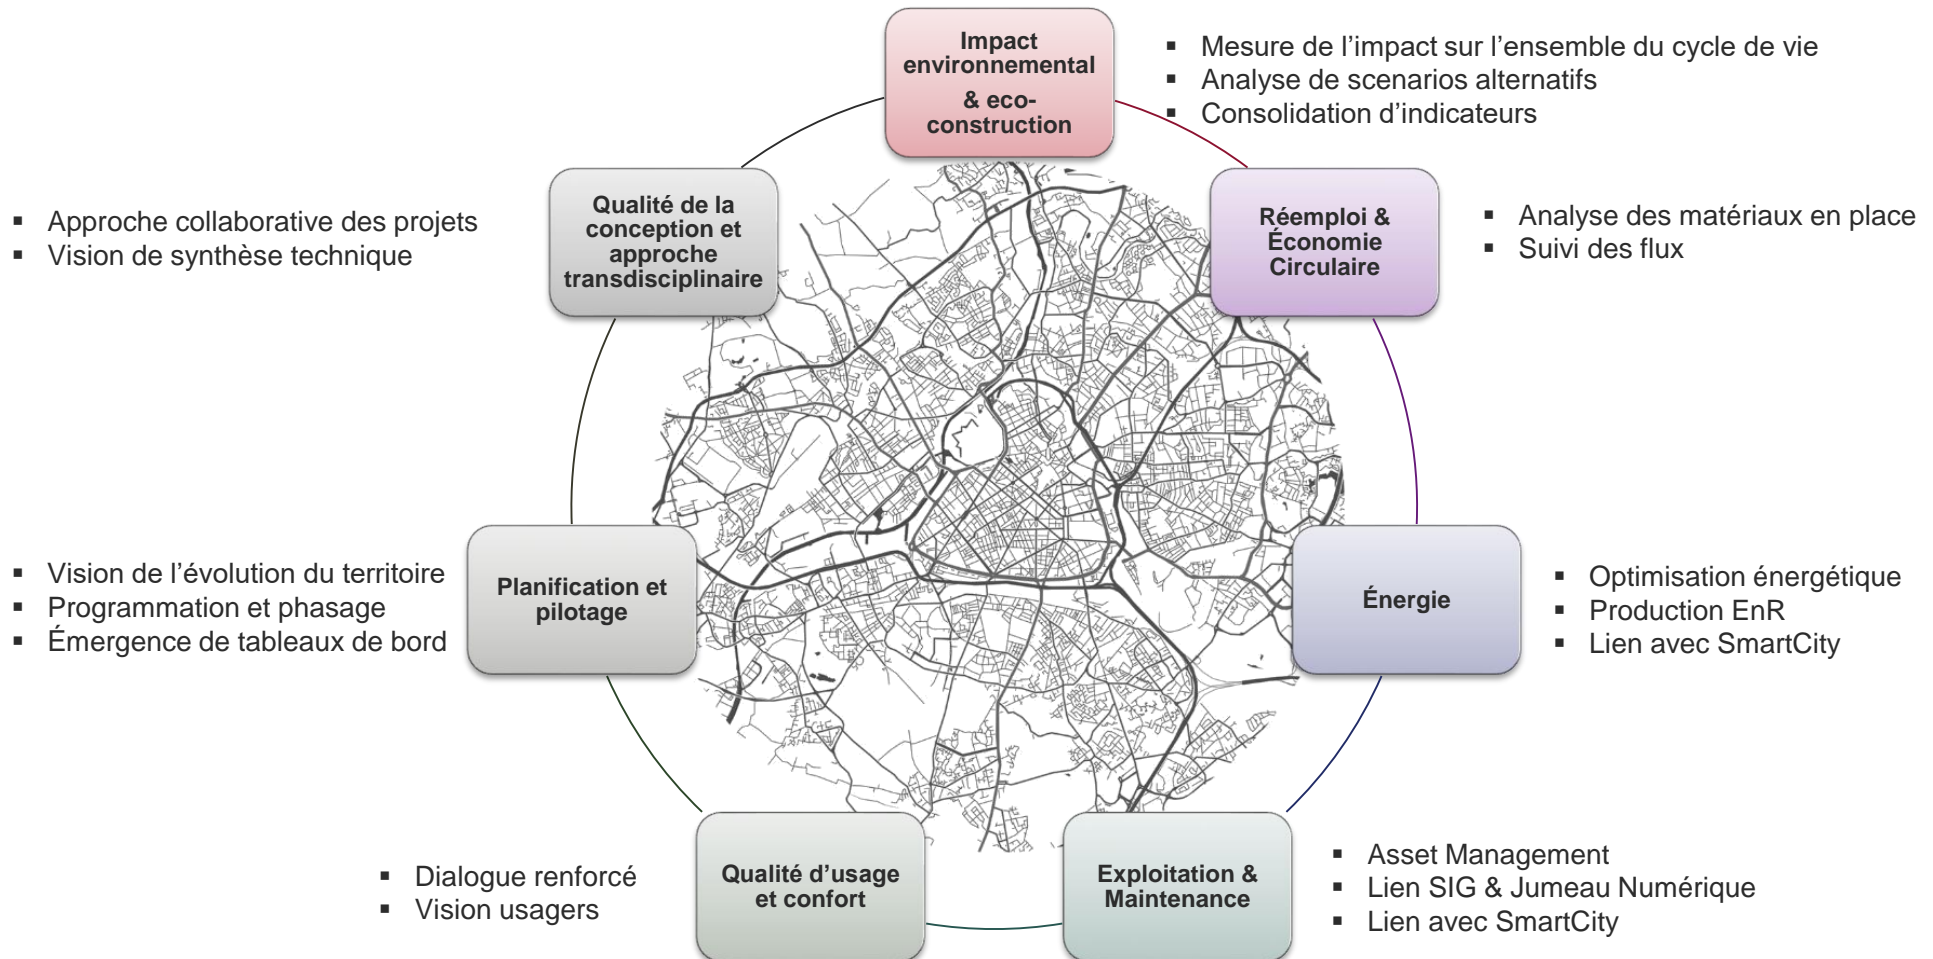 Impact
environnemental
& eco-
construction
▪ Mesure de l’impact sur l’ensemble du cycle de vie
▪ Analyse de scenarios alternatifs
▪ Consolidation d’indicateurs
Réemploi &
Économie
Circulaire
▪ Analyse des matériaux en place
▪ Suivi des flux
Énergie
▪ Optimisation énergétique
▪ Production EnR
▪ Lien avec SmartCity
Exploitation &
Maintenance
▪ Asset Management
▪ Lien SIG & Jumeau Numérique
▪ Lien avec SmartCity
Qualité d’usage
et confort
▪ Dialogue renforcé
▪ Vision usagers
Planification et
pilotage
▪ Vision de l’évolution du territoire
▪ Programmation et phasage
▪ Émergence de tableaux de bord
Qualité de la
conception et
approche
transdisciplinaire
▪ Approche collaborative des projets
▪ Vision de synthèse technique